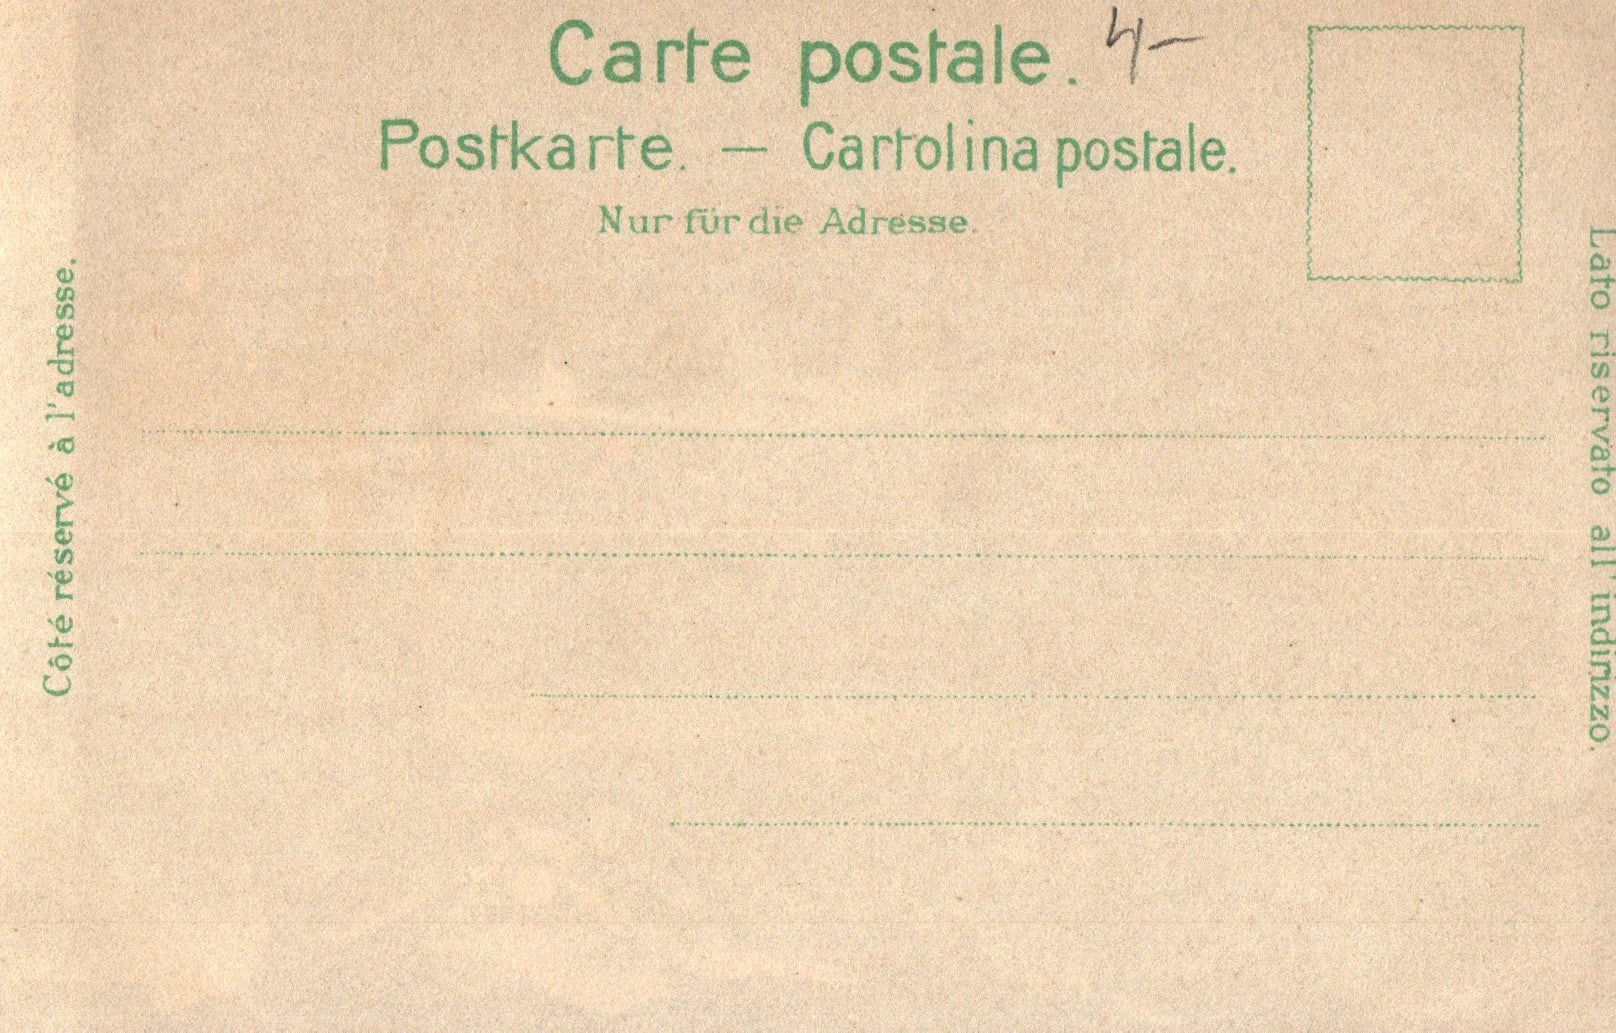 Carte postale. 4-
Postkarte. — Cartolina postale.
Nur für die Adresse.
Côté réservé à l'adresse.
Lato riservato all' indirizzo.